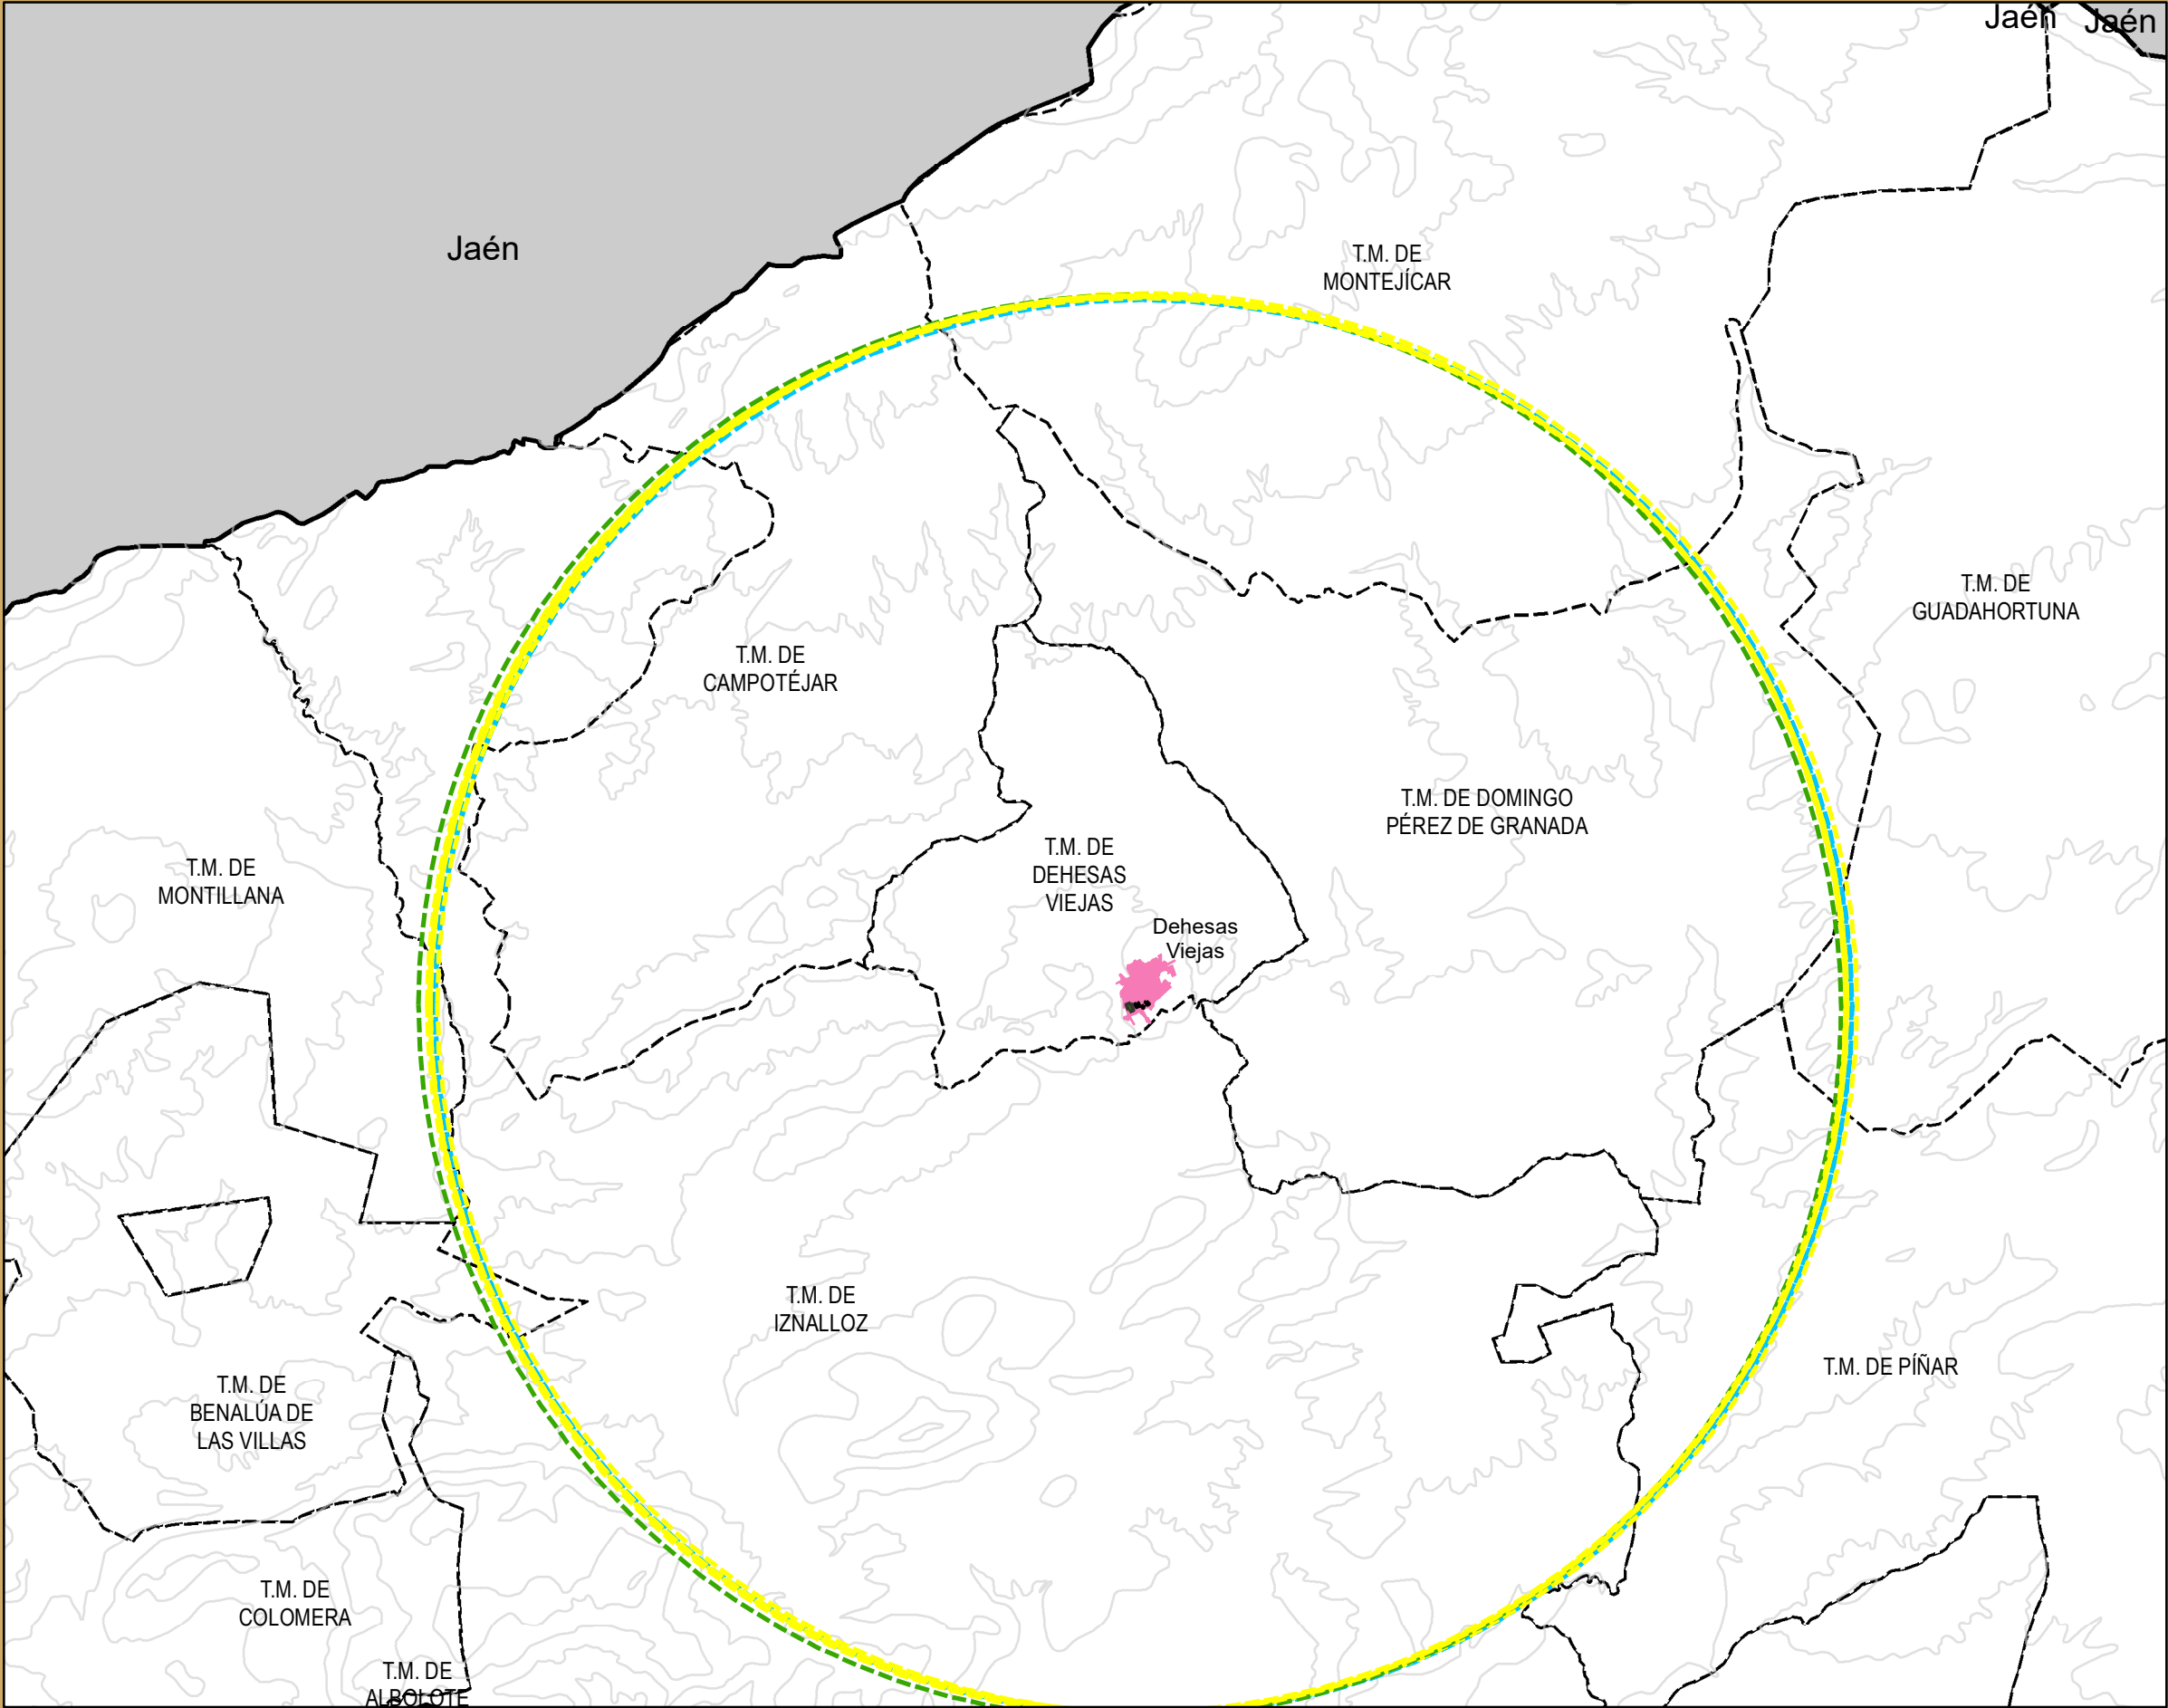 Jaén
Jaén
Jaén
T.M. DE
MONTEJÍCAR
T.M. DE
GUADAHORTUNA
T.M. DE
CAMPOTÉJAR
T.M. DE DOMINGO
PÉREZ DE GRANADA
T.M. DE
DEHESAS
VIEJAS
T.M. DE
MONTILLANA
Dehesas
Viejas
T.M. DE
IZNALLOZ
T.M. DE PÍÑAR
T.M. DE
BENALÚA DE
LAS VILLAS
T.M. DE
COLOMERA
T.M. DE
ALBOLOTE